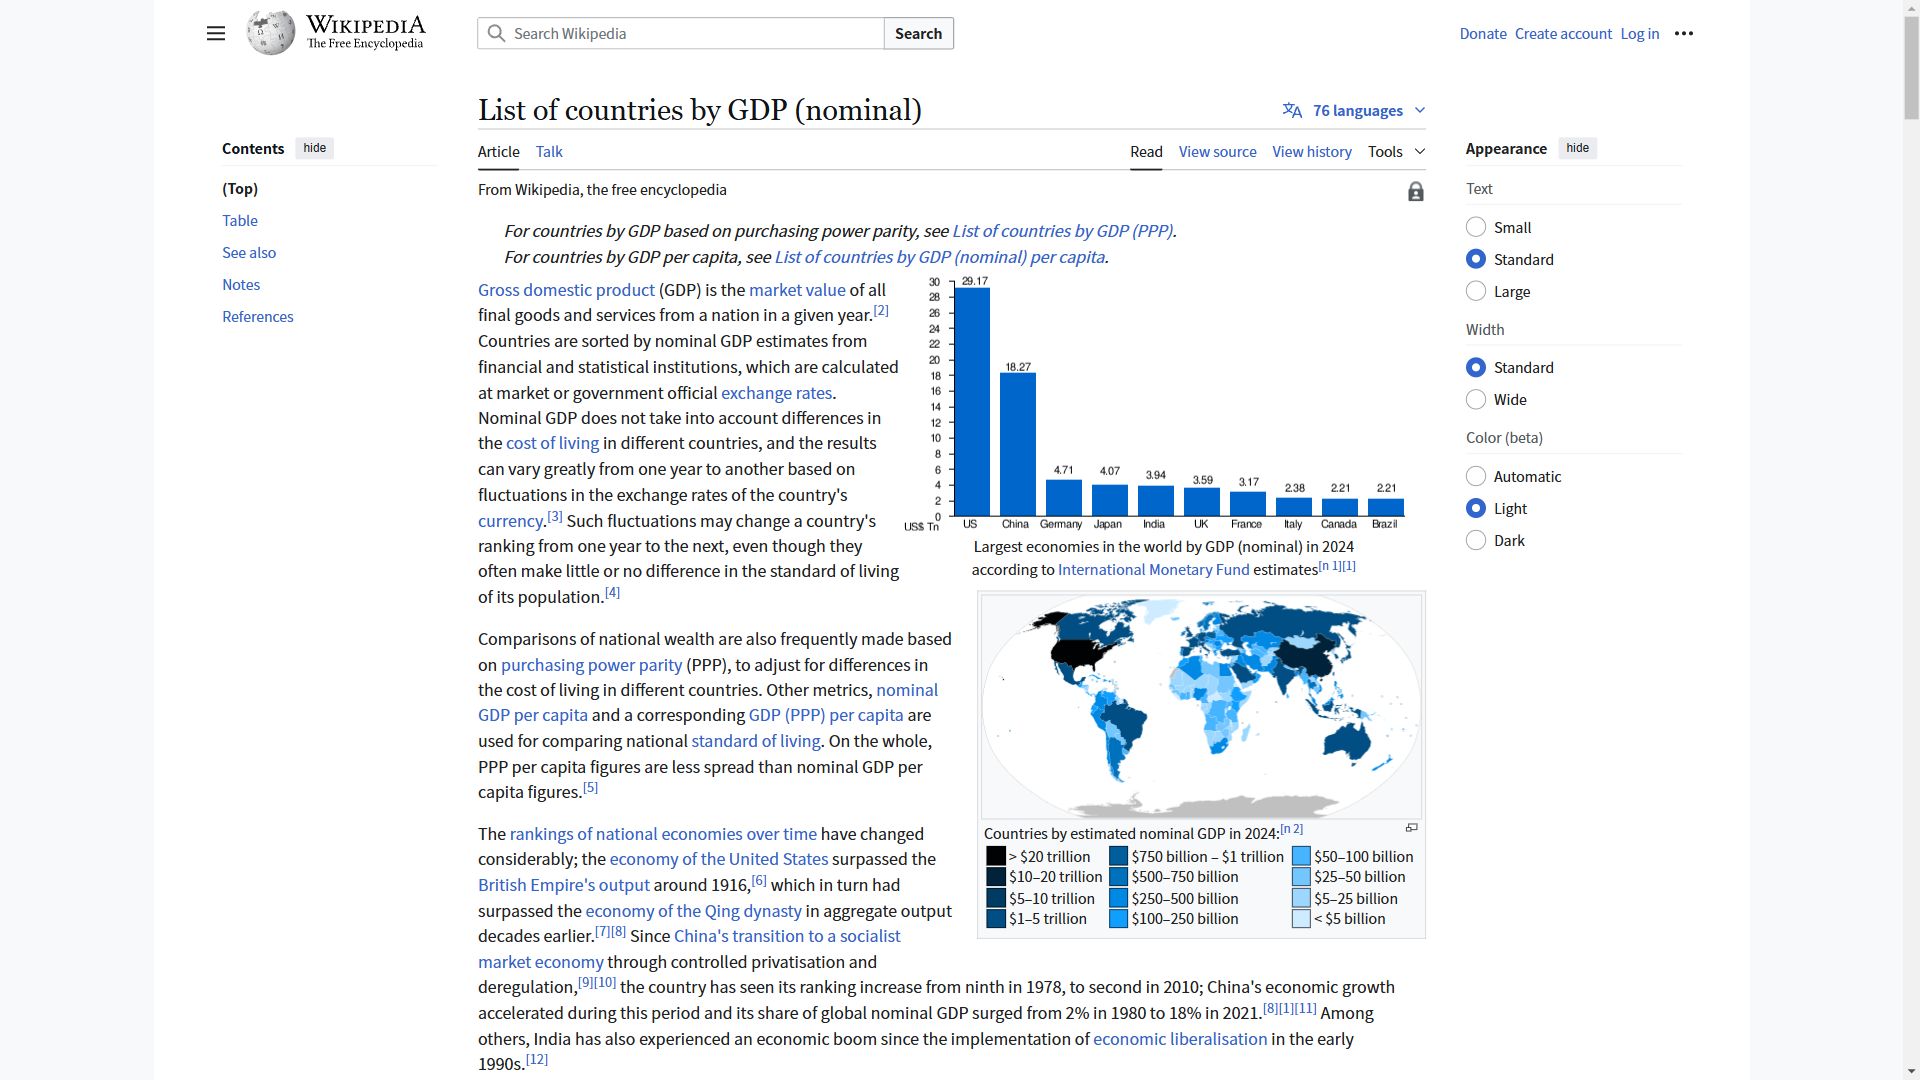 WIKIPEDIA
The Free Encyclopedia
Search Wikipedia
Search
Donate Create account Log in
List of countries by GDP (nominal)
76 languages
Contents hide
(Top)
Table
See also
Notes
References
Article Talk
Read View source View history Tools
From Wikipedia, the free encyclopedia
For countries by GDP based on purchasing power parity, see List of countries by GDP (PPP).
For countries by GDP per capita, see List of countries by GDP (nominal) per capita.
Gross domestic product (GDP) is the market value of all
final goods and services from a nation in a given year.[2]
Countries are sorted by nominal GDP estimates from
financial and statistical institutions, which are calculated
at market or government official exchange rates.
Nominal GDP does not take into account differences in
the cost of living in different countries, and the results
can vary greatly from one year to another based on
fluctuations in the exchange rates of the country's
currency.[3] Such fluctuations may change a country's
ranking from one year to the next, even though they
often make little or no difference in the standard of living
of its population.[4]
Comparisons of national wealth are also frequently made based
on purchasing power parity (PPP), to adjust for differences in
the cost of living in different countries. Other metrics, nominal
GDP per capita and a corresponding GDP (PPP) per capita are
used for comparing national standard of living. On the whole,
PPP per capita figures are less spread than nominal GDP per
capita figures.[5]
The rankings of national economies over time have changed
considerably; the economy of the United States surpassed the
British Empire's output around 1916,[6] which in turn had
surpassed the economy of the Qing dynasty in aggregate output
decades earlier.[7][8] Since China's transition to a socialist
market economy through controlled privatisation and
deregulation,[9][10] the country has seen its ranking increase from ninth in 1978, to second in 2010; China's economic growth
accelerated during this period and its share of global nominal GDP surged from 2% in 1980 to 18% in 2021.[8][1][11] Among
others, India has also experienced an economic boom since the implementation of economic liberalisation in the early
1990s.[12]
30
28
26
24
22
20
18
16
14
12
10
8
6
4
2
0
US$ Tn
29.17
18.27
4.71
4.07
3.94
3.59
3.17
2.38
2.21
2.21
US China Germany Japan India UK France Italy Canada Brazil
Largest economies in the world by GDP (nominal) in 2024
according to International Monetary Fund estimates[n 1][1]
Countries by estimated nominal GDP in 2024:[n 2]
> $20 trillion
$10–20 trillion
$5–10 trillion
$1–5 trillion
$750 billion – $1 trillion
$500–750 billion
$250–500 billion
$100–250 billion
$50–100 billion
$25–50 billion
$5–25 billion
< $5 billion
Appearance hide
Text
Small
Standard
Large
Width
Standard
Wide
Color (beta)
Automatic
Light
Dark